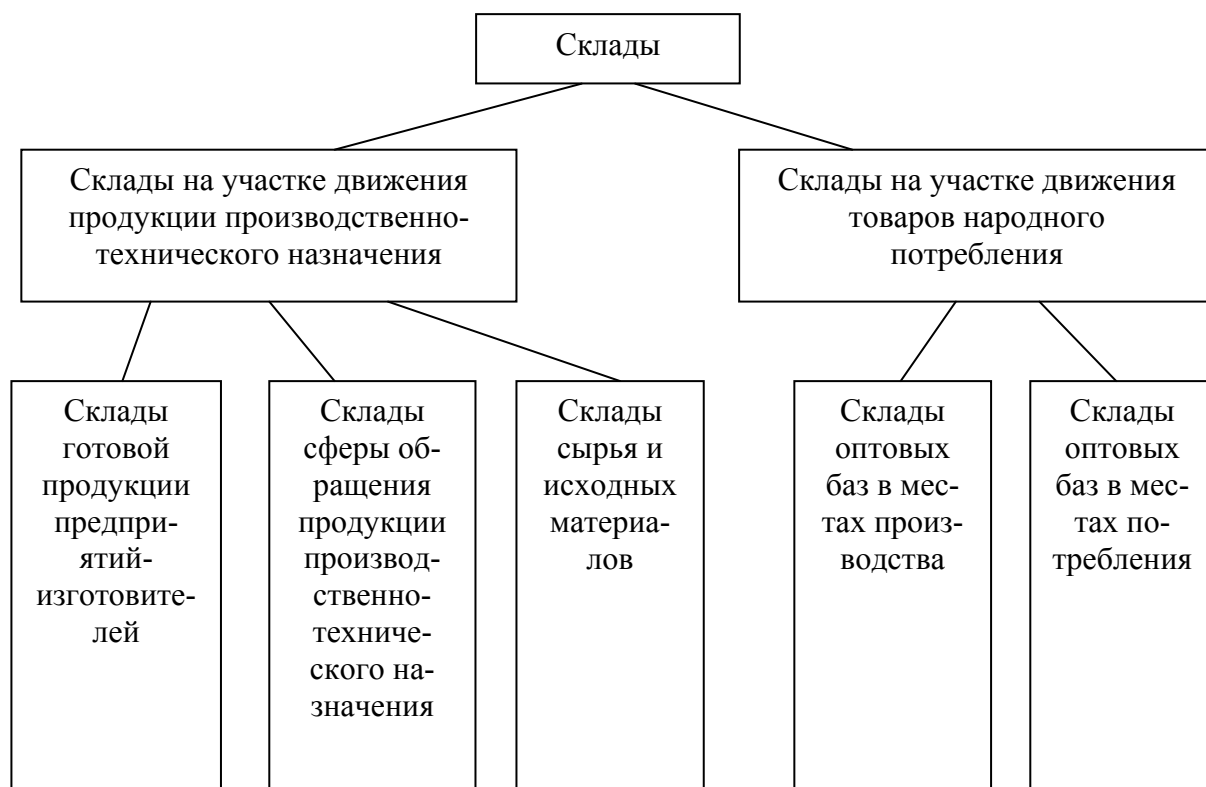 Склады
Склады на участке движения
продукции производственно-
технического назначения
Склады на участке движения
товаров народного
потребления
Склады
готовой
продукции
предпри-
ятий-
изготовите-
лей
Склады
сферы об-
ращения
продукции
производ-
ственно-
техниче-
ского на-
значения
Склады
сырья и
исходных
материа-
лов
Склады
оптовых
баз в мес-
тах произ-
водства
Склады
оптовых
баз в мес-
тах по-
требления